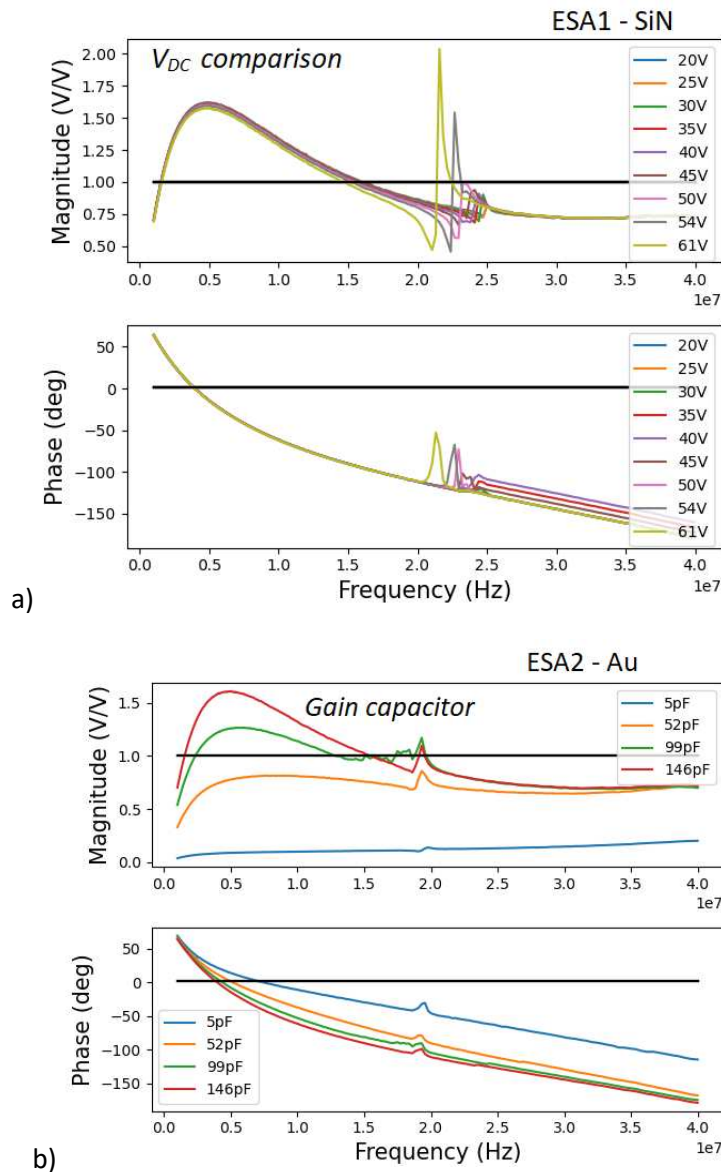 ESA1 - SiN
V_DC comparison
Magnitude (V/V)
2.00
1.75
1.50
1.25
1.00
0.75
0.50
20V
25V
30V
35V
40V
45V
50V
54V
61V
0.0 0.5 1.0 1.5 2.0 2.5 3.0 3.5 4.0
1e7
Phase (deg)
50
0
−50
−100
−150
20V
25V
30V
35V
40V
45V
50V
54V
61V
0.0 0.5 1.0 1.5 2.0 2.5 3.0 3.5 4.0
1e7
Frequency (Hz)
a)
ESA2 - Au
Gain capacitor
Magnitude (V/V)
1.5
1.0
0.5
0.0
5pF
52pF
99pF
146pF
0.0 0.5 1.0 1.5 2.0 2.5 3.0 3.5 4.0
1e7
Phase (deg)
50
0
−50
−100
−150
5pF
52pF
99pF
146pF
0.0 0.5 1.0 1.5 2.0 2.5 3.0 3.5 4.0
1e7
Frequency (Hz)
b)